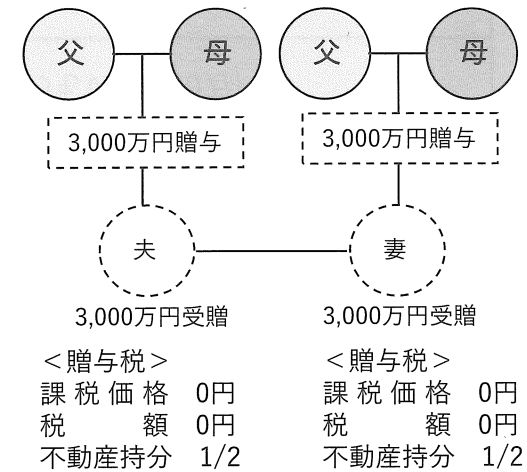 父 母 父 母
3,000万円贈与 3,000万円贈与
夫 妻
3,000万円受贈 3,000万円受贈
＜贈与税＞ ＜贈与税＞
課税価格 0円 課税価格 0円
税額 0円 税額 0円
不動産持分 1/2 不動産持分 1/2